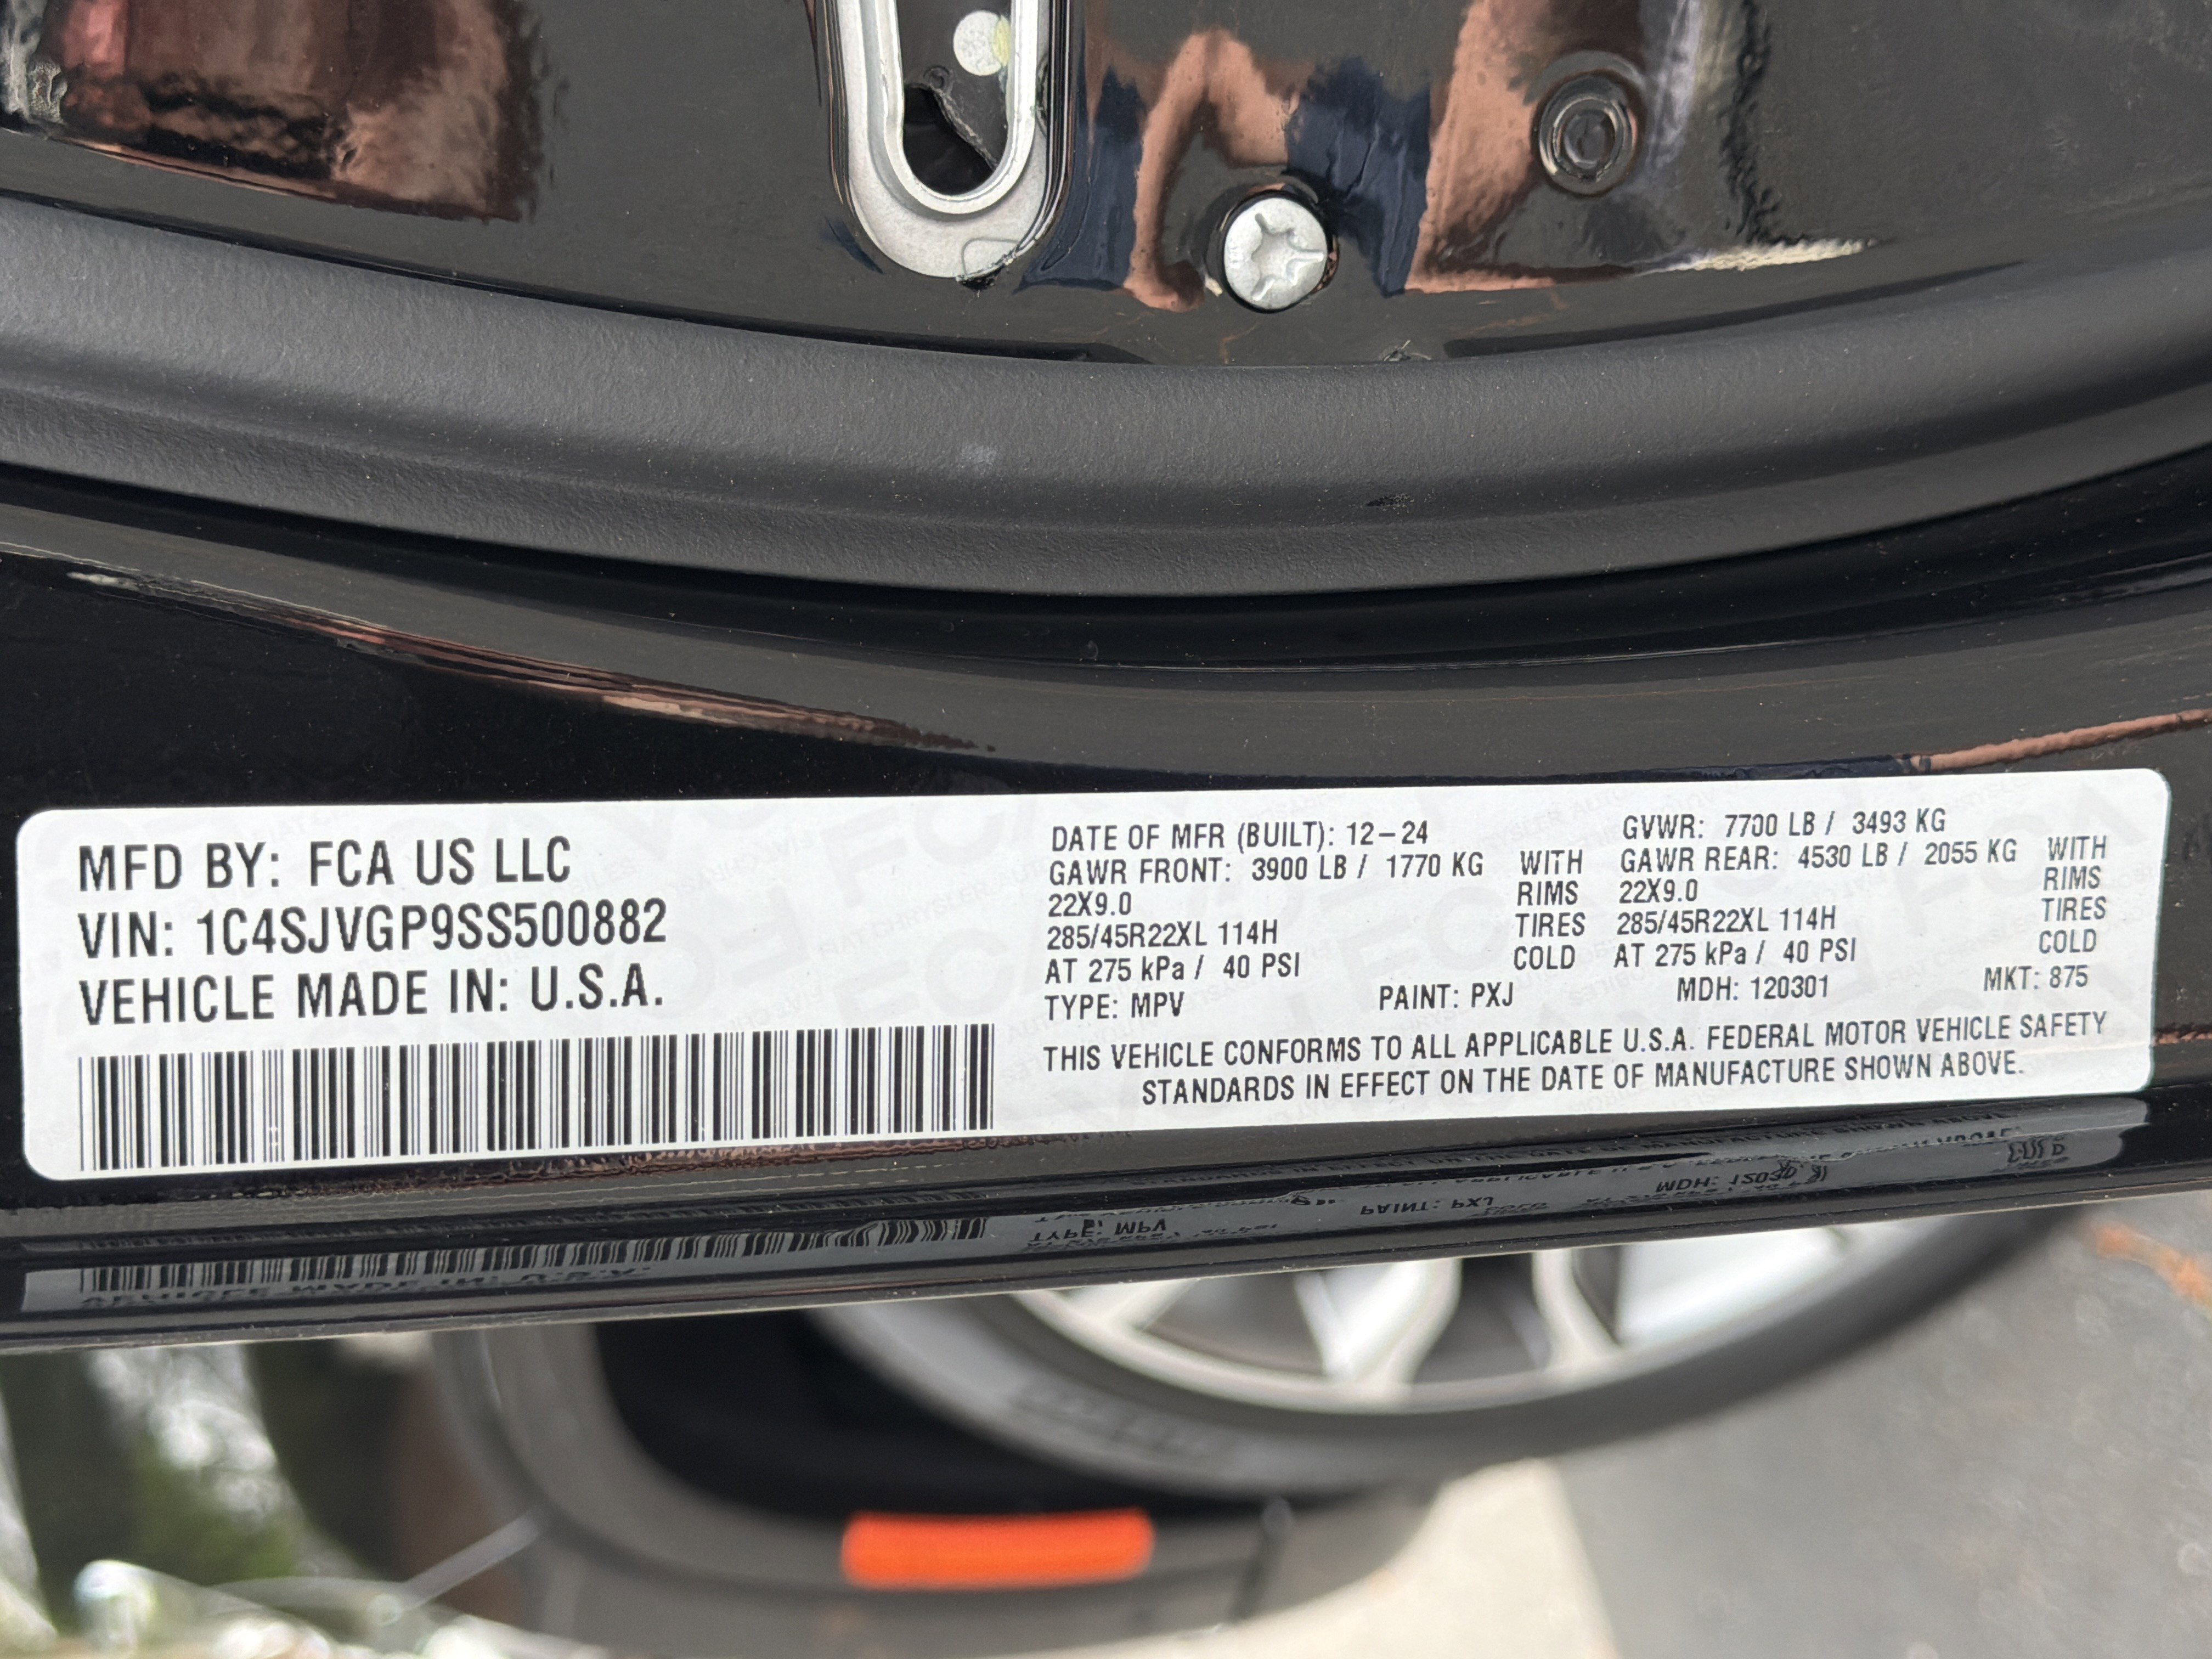 MFD BY: FCA US LLC
VIN: 1C4SJVGP9SS500882
VEHICLE MADE IN: U.S.A.
DATE OF MFR (BUILT): 12-24 GVWR: 7700 LB / 3493 KG
GAWR FRONT: 3900 LB / 1770 KG WITH GAWR REAR: 4530 LB / 2055 KG WITH
22X9.0 RIMS 22X9.0 RIMS
285/45R22XL 114H TIRES 285/45R22XL 114H TIRES
AT 275 kPa / 40 PSI COLD AT 275 kPa / 40 PSI COLD
TYPE: MPV PAINT: PXJ MDH: 120301 MKT: 875
THIS VEHICLE CONFORMS TO ALL APPLICABLE U.S.A. FEDERAL MOTOR VEHICLE SAFETY
STANDARDS IN EFFECT ON THE DATE OF MANUFACTURE SHOWN ABOVE.